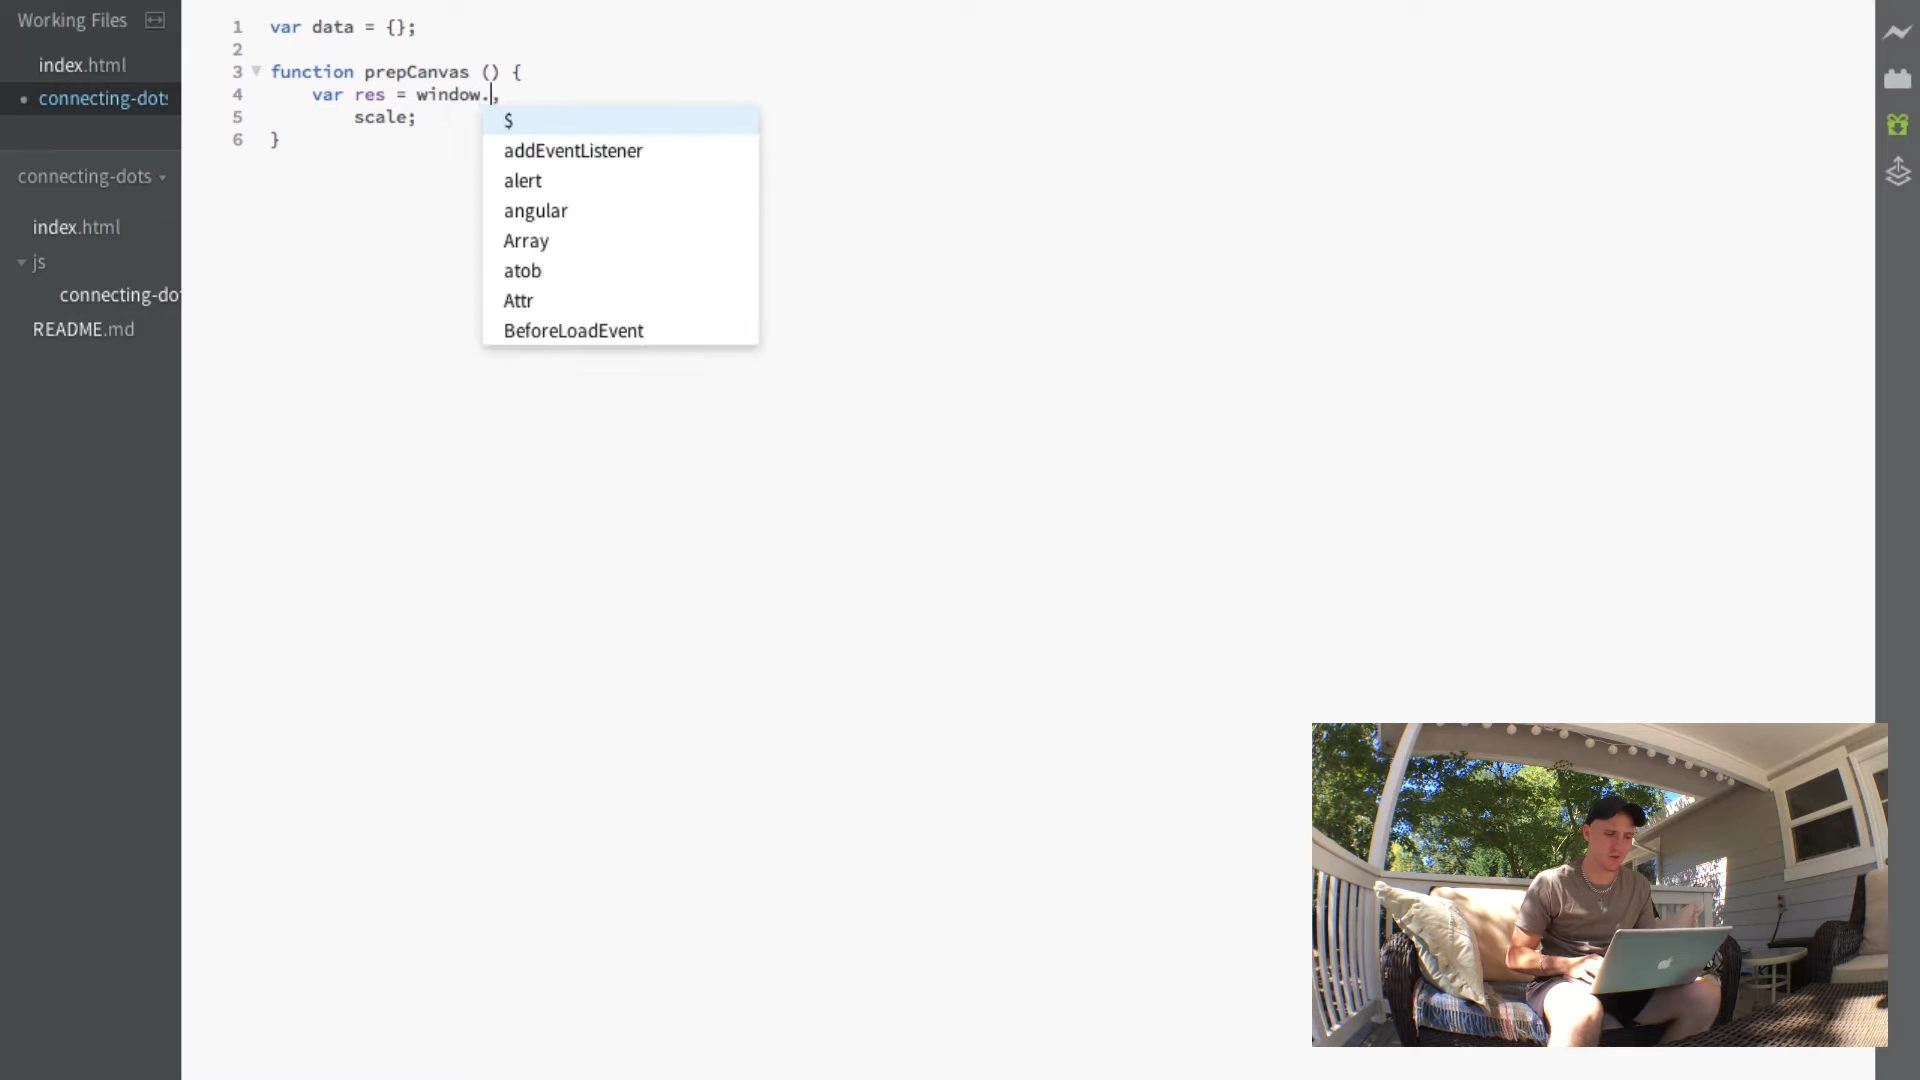 Working Files
index.html
connecting-dots
connecting-dots
index.html
js
connecting-do
README.md
1 var data = {};
2
3 function prepCanvas () {
4 var res = window.,
5 scale;
6 }
$
addEventListener
alert
angular
Array
atob
Attr
BeforeLoadEvent